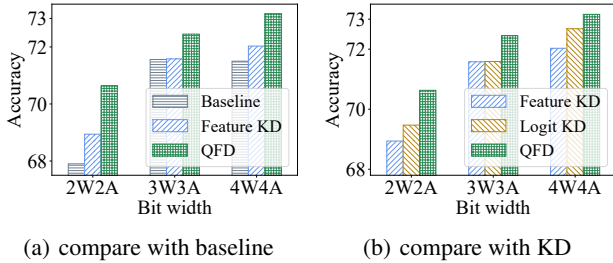 73
72
70
68
Accuracy
Baseline
Feature KD
QFD
2W2A 3W3A 4W4A
Bit width
(a) compare with baseline
73
72
70
68
Accuracy
Feature KD
Logit KD
QFD
2W2A 3W3A 4W4A
Bit width
(b) compare with KD